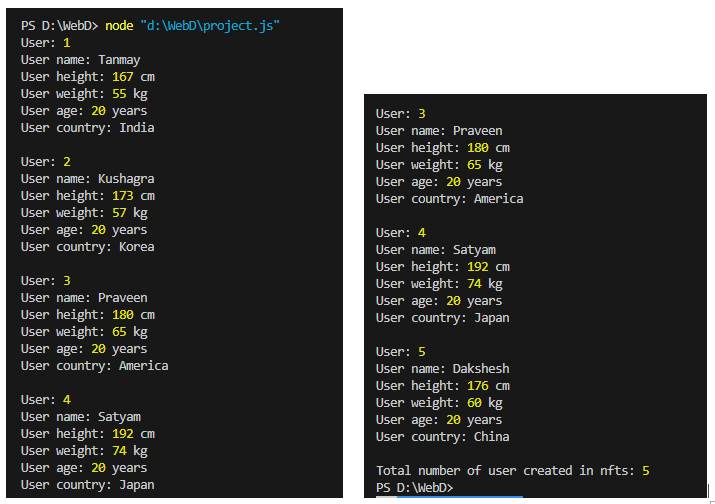 PS D:\WebD> node "d:\WebD\project.js"
User: 1
User name: Tanmay
User height: 167 cm
User weight: 55 kg
User age: 20 years
User country: India
User: 2
User name: Kushagra
User height: 173 cm
User weight: 57 kg
User age: 20 years
User country: Korea
User: 3
User name: Praveen
User height: 180 cm
User weight: 65 kg
User age: 20 years
User country: America
User: 4
User name: Satyam
User height: 192 cm
User weight: 74 kg
User age: 20 years
User country: Japan
User: 3
User name: Praveen
User height: 180 cm
User weight: 65 kg
User age: 20 years
User country: America
User: 4
User name: Satyam
User height: 192 cm
User weight: 74 kg
User age: 20 years
User country: Japan
User: 5
User name: Dakshesh
User height: 176 cm
User weight: 60 kg
User age: 20 years
User country: China
Total number of user created in nfts: 5
PS D:\WebD>